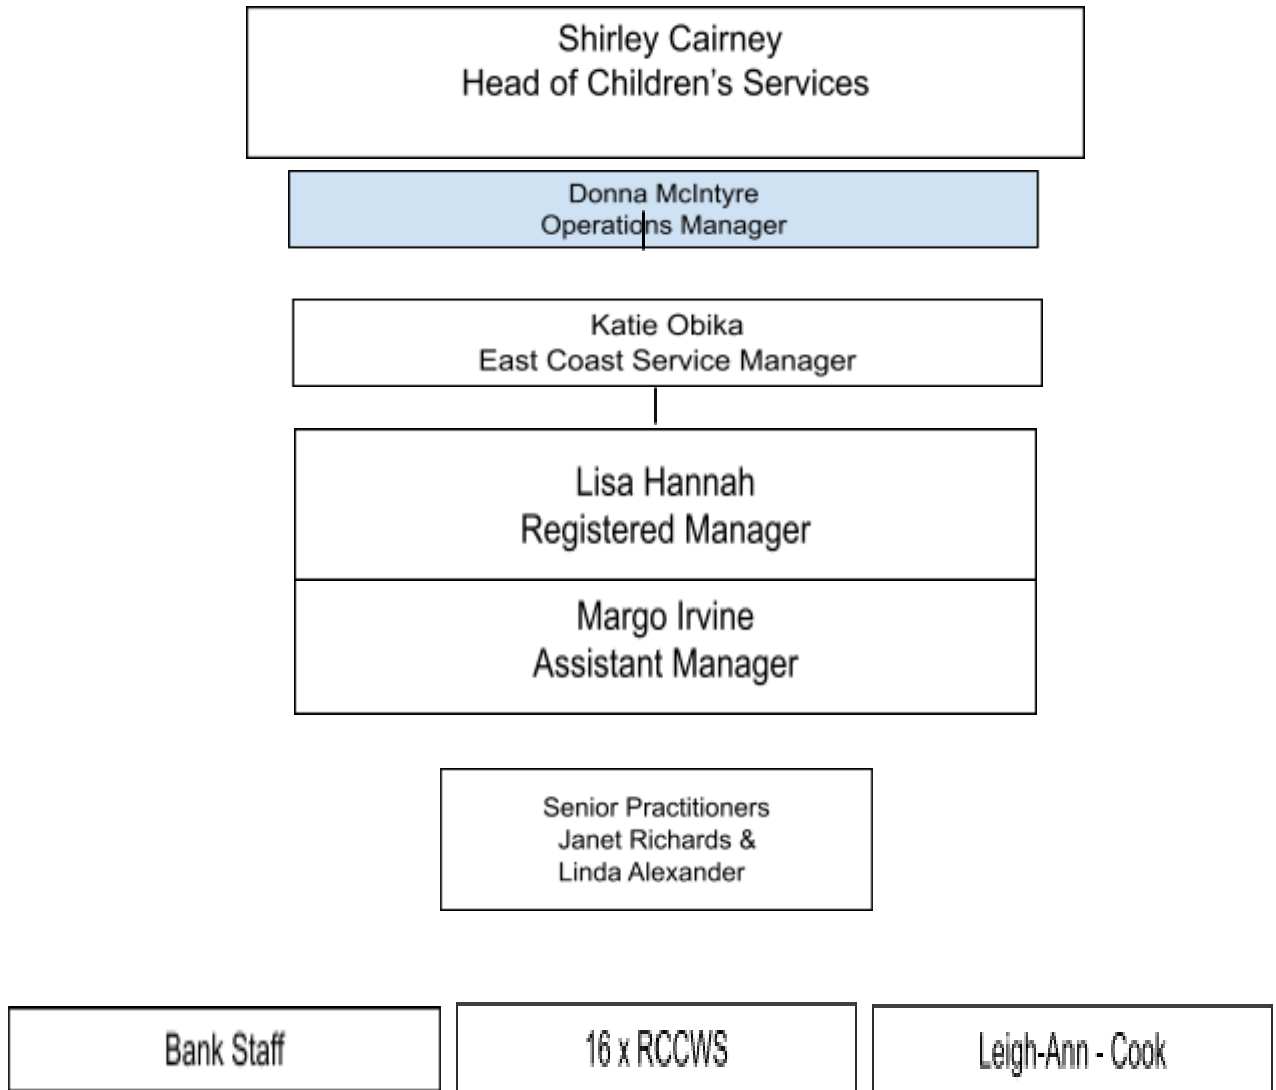 Shirley Cairney
Head of Children’s Services
Donna McIntyre
Operations Manager
Katie Obika
East Coast Service Manager
Lisa Hannah
Registered Manager
Margo Irvine
Assistant Manager
Senior Practitioners
Janet Richards &
Linda Alexander
Bank Staff
16 x RCCWS
Leigh-Ann - Cook